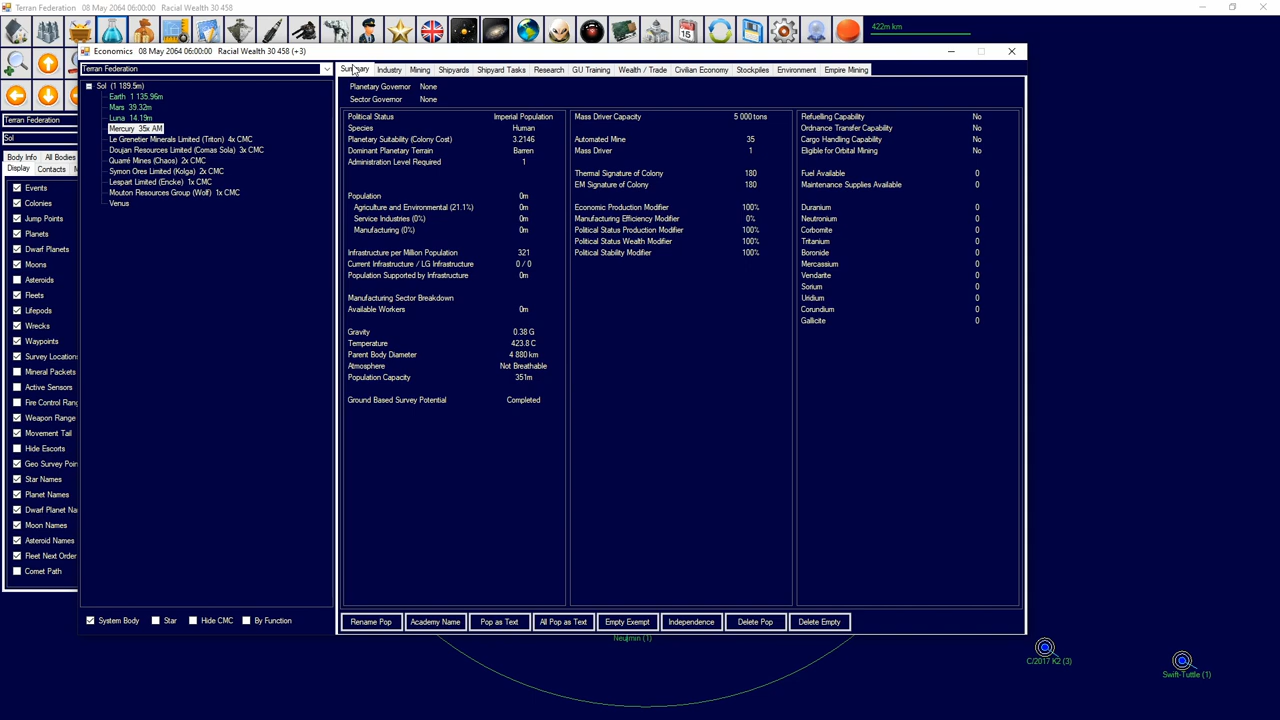 Terran Federation   08 May 2064 06:00:00   Racial Wealth 30 458
422m km
Economics   08 May 2064 06:00:00   Racial Wealth 30 458 (+3)
Terran Federation
Summary Industry Mining Shipyards Shipyard Tasks Research GU Training Wealth / Trade Civilian Economy Stockpiles Environment Empire Mining
Sol (1 189.5m)
Earth 1 135.96m
Mars 39.32m
Luna 14.19m
Mercury 35x AM
Le Grenetier Minerals Limited (Triton) 4x CMC
Doujan Resources Limited (Comas Sola) 3x CMC
Quarré Mines (Chaos) 2x CMC
Symon Ores Limited (Kolga) 2x CMC
Lespart Limited (Encke) 1x CMC
Mouton Resources Group (Wolf) 1x CMC
Venus
System Body
Star
Hide CMC
By Function
Planetary Governor None
Sector Governor None
Political Status Imperial Population
Species Human
Planetary Suitability (Colony Cost) 3.2146
Dominant Planetary Terrain Barren
Administration Level Required 1
Population 0m
Agriculture and Environmental (21.1%) 0m
Service Industries (0%) 0m
Manufacturing (0%) 0m
Infrastructure per Million Population 321
Current Infrastructure / LG Infrastructure 0 / 0
Population Supported by Infrastructure 0m
Manufacturing Sector Breakdown
Available Workers 0m
Gravity 0.38 G
Temperature 423.8 C
Parent Body Diameter 4 880 km
Atmosphere Not Breathable
Population Capacity 351m
Ground Based Survey Potential Completed
Mass Driver Capacity 5 000 tons
Automated Mine 35
Mass Driver 1
Thermal Signature of Colony 180
EM Signature of Colony 180
Economic Production Modifier 100%
Manufacturing Efficiency Modifier 0%
Political Status Production Modifier 100%
Political Status Wealth Modifier 100%
Political Stability Modifier 100%
Refuelling Capability No
Ordnance Transfer Capability No
Cargo Handling Capability No
Eligible for Orbital Mining No
Fuel Available 0
Maintenance Supplies Available 0
Duranium 0
Neutronium 0
Corbomite 0
Tritanium 0
Boronide 0
Mercassium 0
Vendarite 0
Sorium 0
Uridium 0
Corundium 0
Gallicite 0
Rename Pop
Academy Name
Pop as Text
All Pop as Text
Empty Exempt
Independence
Delete Pop
Delete Empty
Terran Federation
Sol
Body Info All Bodies
Display Contacts
Events
Colonies
Jump Points
Planets
Dwarf Planets
Moons
Asteroids
Fleets
Lifepods
Wrecks
Waypoints
Survey Location
Mineral Packets
Active Sensors
Fire Control Rang
Weapon Range
Movement Tail
Hide Escorts
Geo Survey Poin
Star Names
Planet Names
Dwarf Planet Na
Moon Names
Asteroid Names
Fleet Next Order
Comet Path
Neujmin (1)
C/2017 K2 (3)
Swift-Tuttle (1)